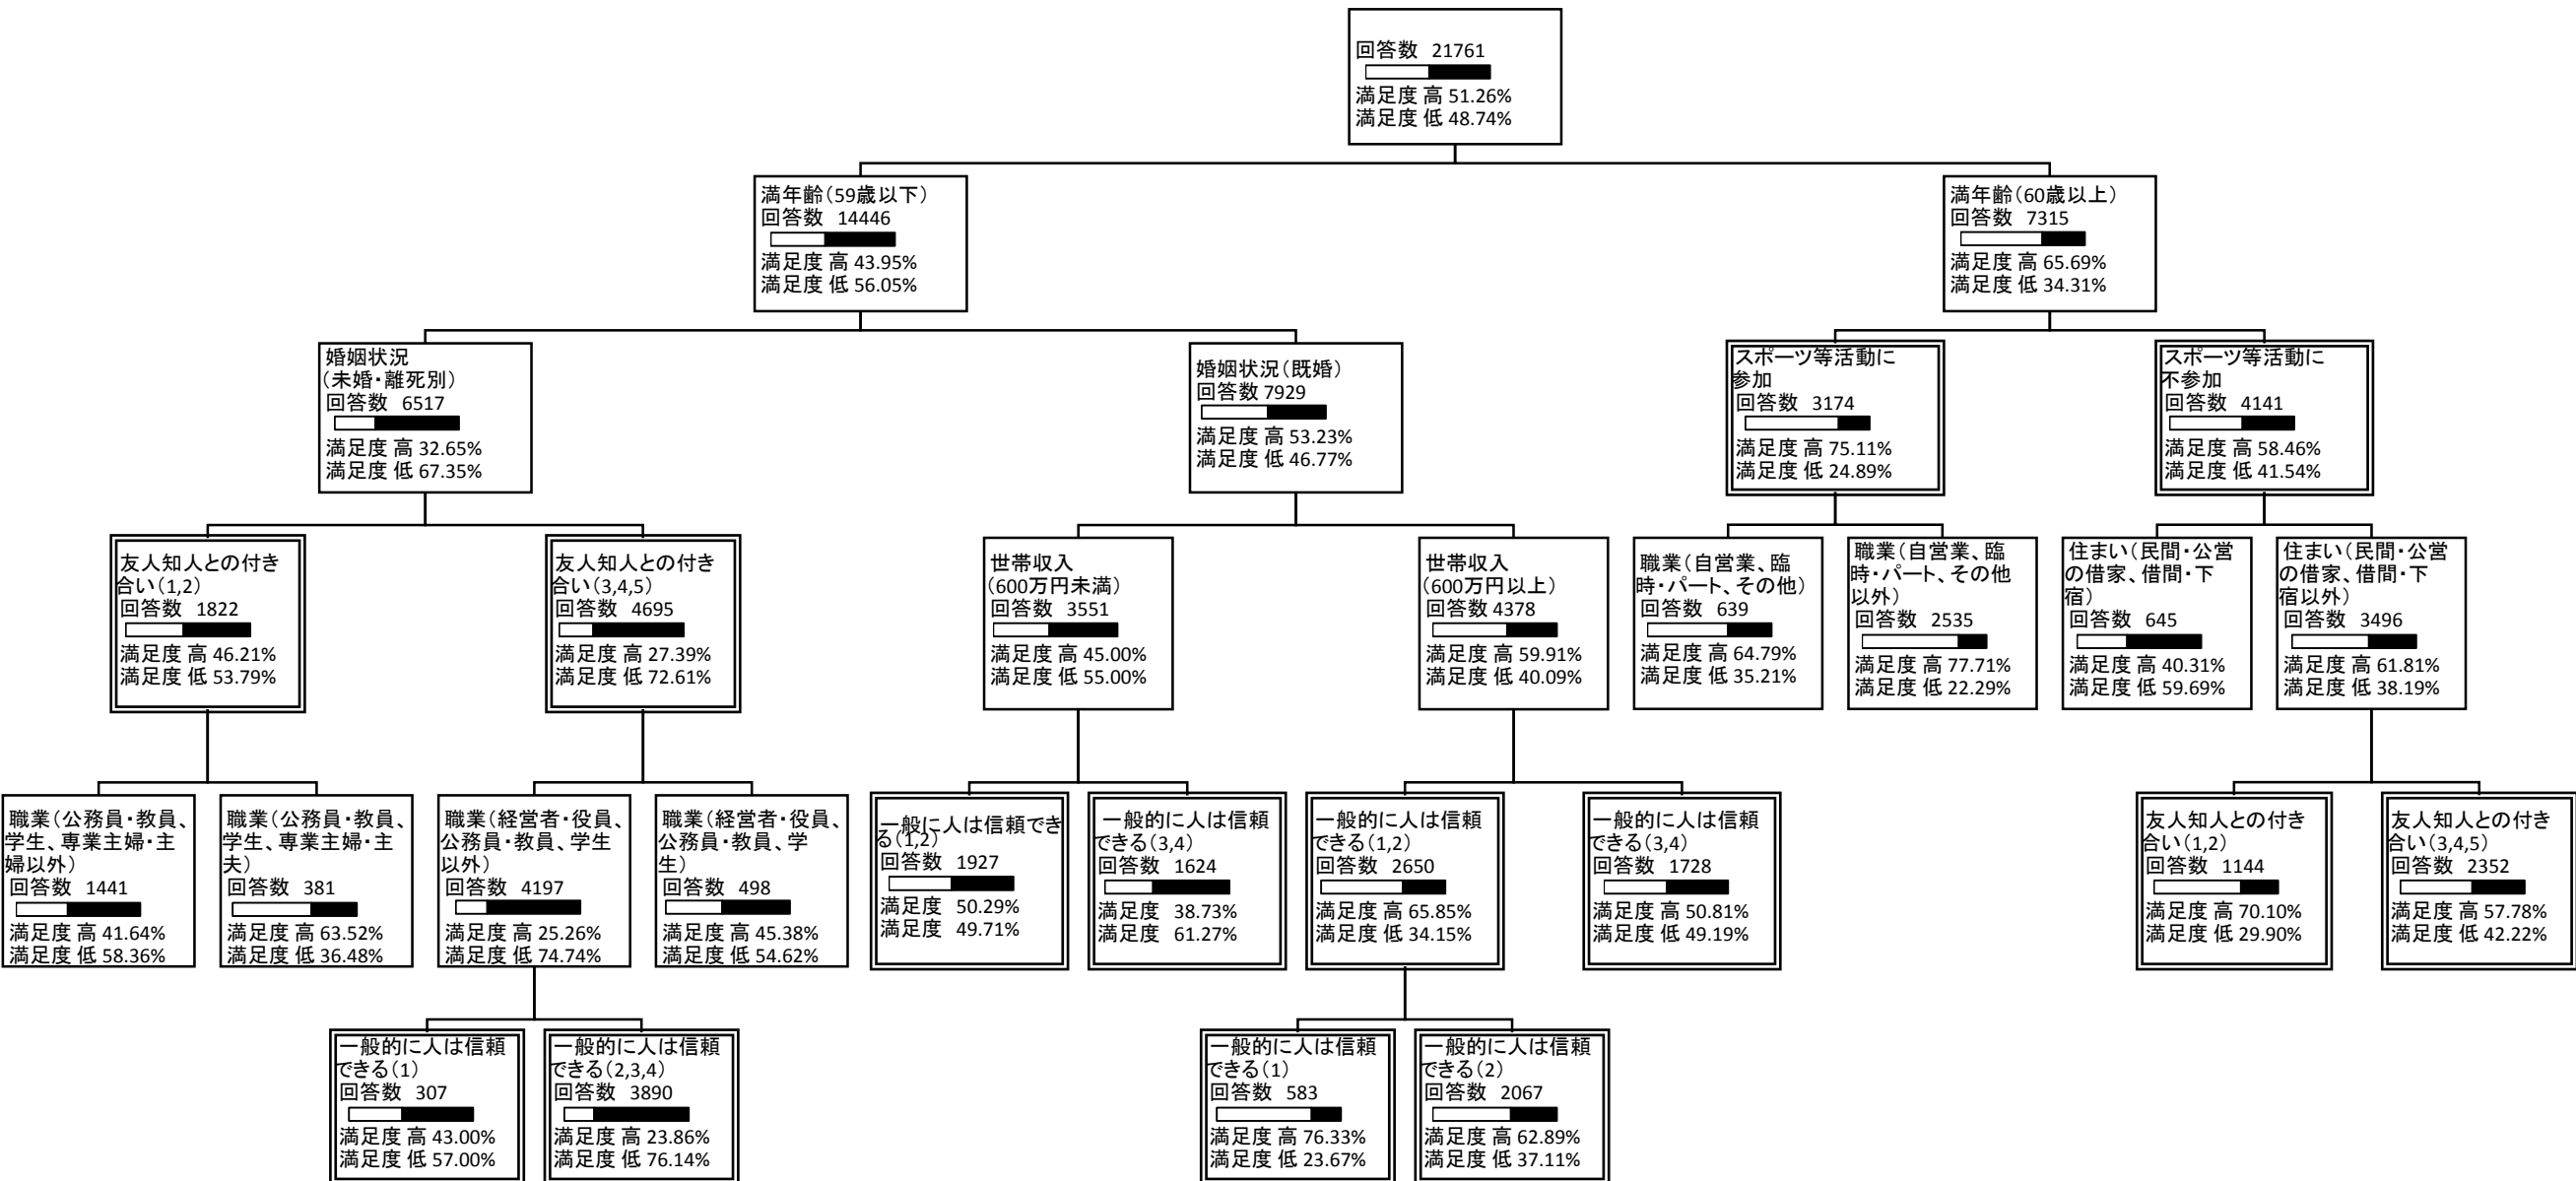 回答数 21761
満足度 高 51.26%
満足度 低 48.74%
満年齢(59歳以下)
回答数 14446
満足度 高 43.95%
満足度 低 56.05%
満年齢(60歳以上)
回答数 7315
満足度 高 65.69%
満足度 低 34.31%
婚姻状況
(未婚・離死別)
回答数 6517
満足度 高 32.65%
満足度 低 67.35%
婚姻状況(既婚)
回答数 7929
満足度 高 53.23%
満足度 低 46.77%
スポーツ等活動に
参加
回答数 3174
満足度 高 75.11%
満足度 低 24.89%
スポーツ等活動に
不参加
回答数 4141
満足度 高 58.46%
満足度 低 41.54%
友人知人との付き
合い(1,2)
回答数 1822
満足度 高 46.21%
満足度 低 53.79%
友人知人との付き
合い(3,4,5)
回答数 4695
満足度 高 27.39%
満足度 低 72.61%
世帯収入
(600万円未満)
回答数 3551
満足度 高 45.00%
満足度 低 55.00%
世帯収入
(600万円以上)
回答数 4378
満足度 高 59.91%
満足度 低 40.09%
職業(自営業、臨
時・パート、その他)
回答数 639
満足度 高 64.79%
満足度 低 35.21%
職業(自営業、臨
時・パート、その他
以外)
回答数 2535
満足度 高 77.71%
満足度 低 22.29%
住まい(民間・公営
の借家、借間・下
宿)
回答数 645
満足度 高 40.31%
満足度 低 59.69%
住まい(民間・公営
の借家、借間・下
宿以外)
回答数 3496
満足度 高 61.81%
満足度 低 38.19%
職業(公務員・教員、
学生、専業主婦・主
婦以外)
回答数 1441
満足度 高 41.64%
満足度 低 58.36%
職業(公務員・教員、
学生、専業主婦・主
夫)
回答数 381
満足度 高 63.52%
満足度 低 36.48%
職業(経営者・役員、
公務員・教員、学生
以外)
回答数 4197
満足度 高 25.26%
満足度 低 74.74%
職業(経営者・役員、
公務員・教員、学
生)
回答数 498
満足度 高 45.38%
満足度 低 54.62%
一般に人は信頼でき
る(1,2)
回答数 1927
満足度 50.29%
満足度 49.71%
一般的に人は信頼
できる(3,4)
回答数 1624
満足度 38.73%
満足度 61.27%
一般的に人は信頼
できる(1,2)
回答数 2650
満足度 高 65.85%
満足度 低 34.15%
一般的に人は信頼
できる(3,4)
回答数 1728
満足度 高 50.81%
満足度 低 49.19%
友人知人との付き
合い(1,2)
回答数 1144
満足度 高 70.10%
満足度 低 29.90%
友人知人との付き
合い(3,4,5)
回答数 2352
満足度 高 57.78%
満足度 低 42.22%
一般的に人は信頼
できる(1)
回答数 307
満足度 高 43.00%
満足度 低 57.00%
一般的に人は信頼
できる(2,3,4)
回答数 3890
満足度 高 23.86%
満足度 低 76.14%
一般的に人は信頼
できる(1)
回答数 583
満足度 高 76.33%
満足度 低 23.67%
一般的に人は信頼
できる(2)
回答数 2067
満足度 高 62.89%
満足度 低 37.11%